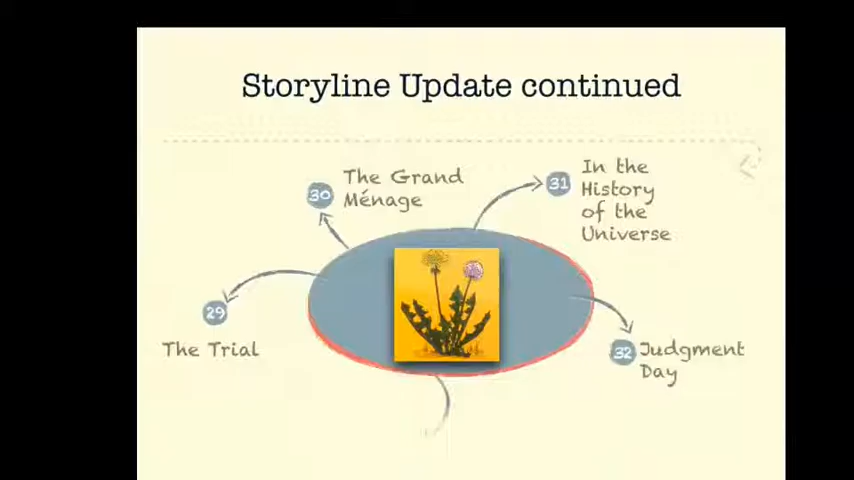 Storyline Update continued
30
The Grand
Ménage
31
In the
History
of the
Universe
29
The Trial
32
Judgment
Day